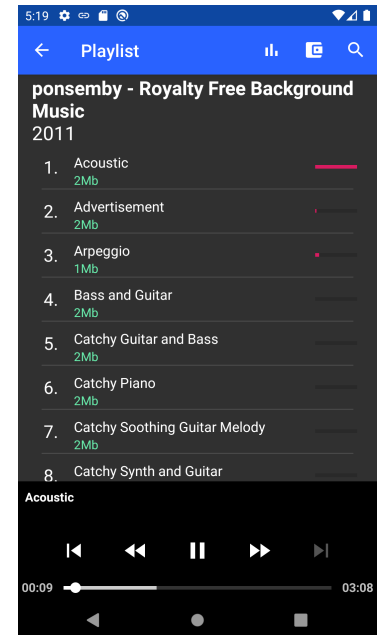 5:19
Playlist
ponsemby - Royalty Free Background
Music
2011
1. Acoustic
2Mb
2. Advertisement
2Mb
3. Arpeggio
1Mb
4. Bass and Guitar
2Mb
5. Catchy Guitar and Bass
2Mb
6. Catchy Piano
2Mb
7. Catchy Soothing Guitar Melody
2Mb
8. Catchy Synth and Guitar
Acoustic
00:09 03:08